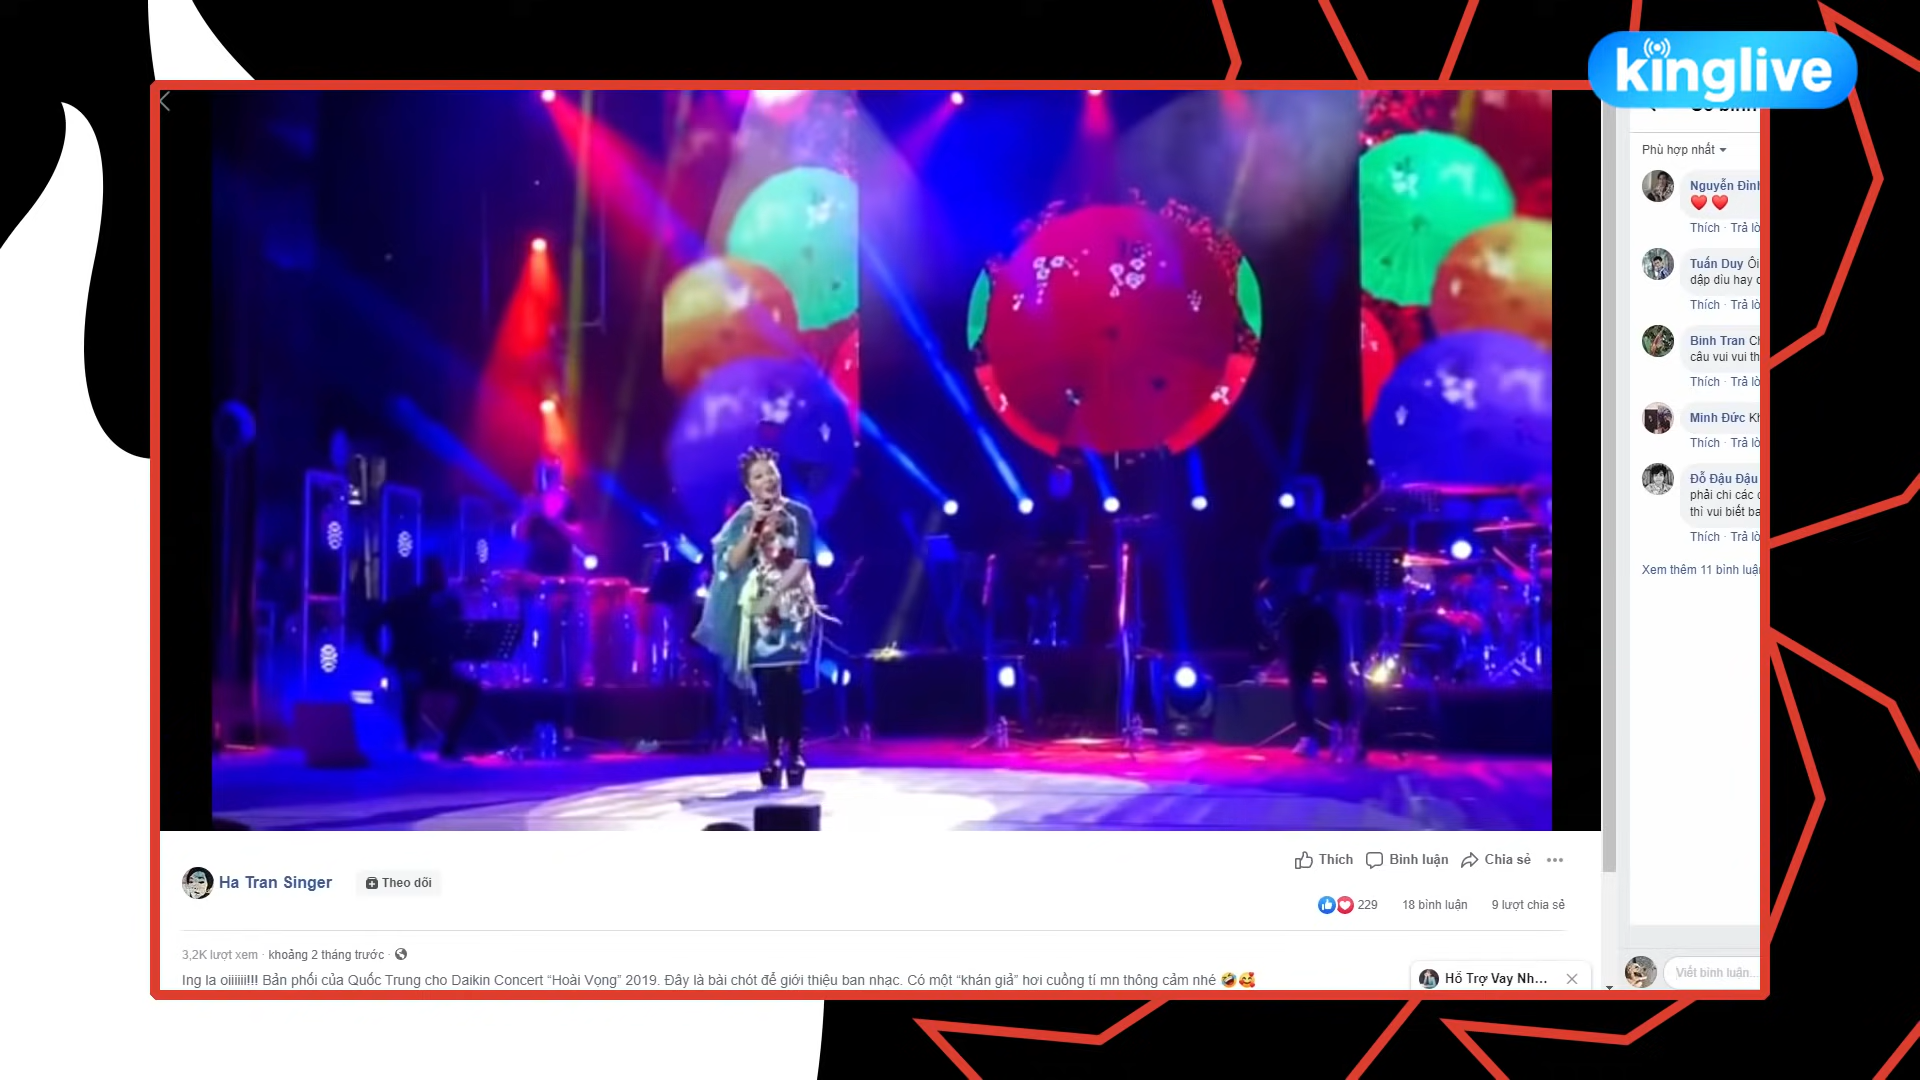 kinglive
Phù hợp nhất
Nguyễn Đình
Thích · Trả lờ
Tuấn Duy Ôi
dập dìu hay
Thích · Trả lờ
Binh Tran
câu vui vui th
Thích · Trả lờ
Minh Đức
Thích · Trả lờ
Đỗ Đậu Đậu
phải chi các
thì vui biết ba
Thích · Trả lờ
Xem thêm 11 bình luậ
Viết bình luận...
Thích Bình luận Chia sẻ
Ha Tran Singer Theo dõi
229 18 bình luận 9 lượt chia sẻ
3,2K lượt xem · khoảng 2 tháng trước ·
Ing la oiiiiii!!! Bản phối của Quốc Trung cho Daikin Concert “Hoài Vọng” 2019. Đây là bài chót để giới thiệu ban nhạc. Có một “khán giả” hơi cuồng tí mn thông cảm nhé 🤣🥰
Hỗ Trợ Vay Nh...